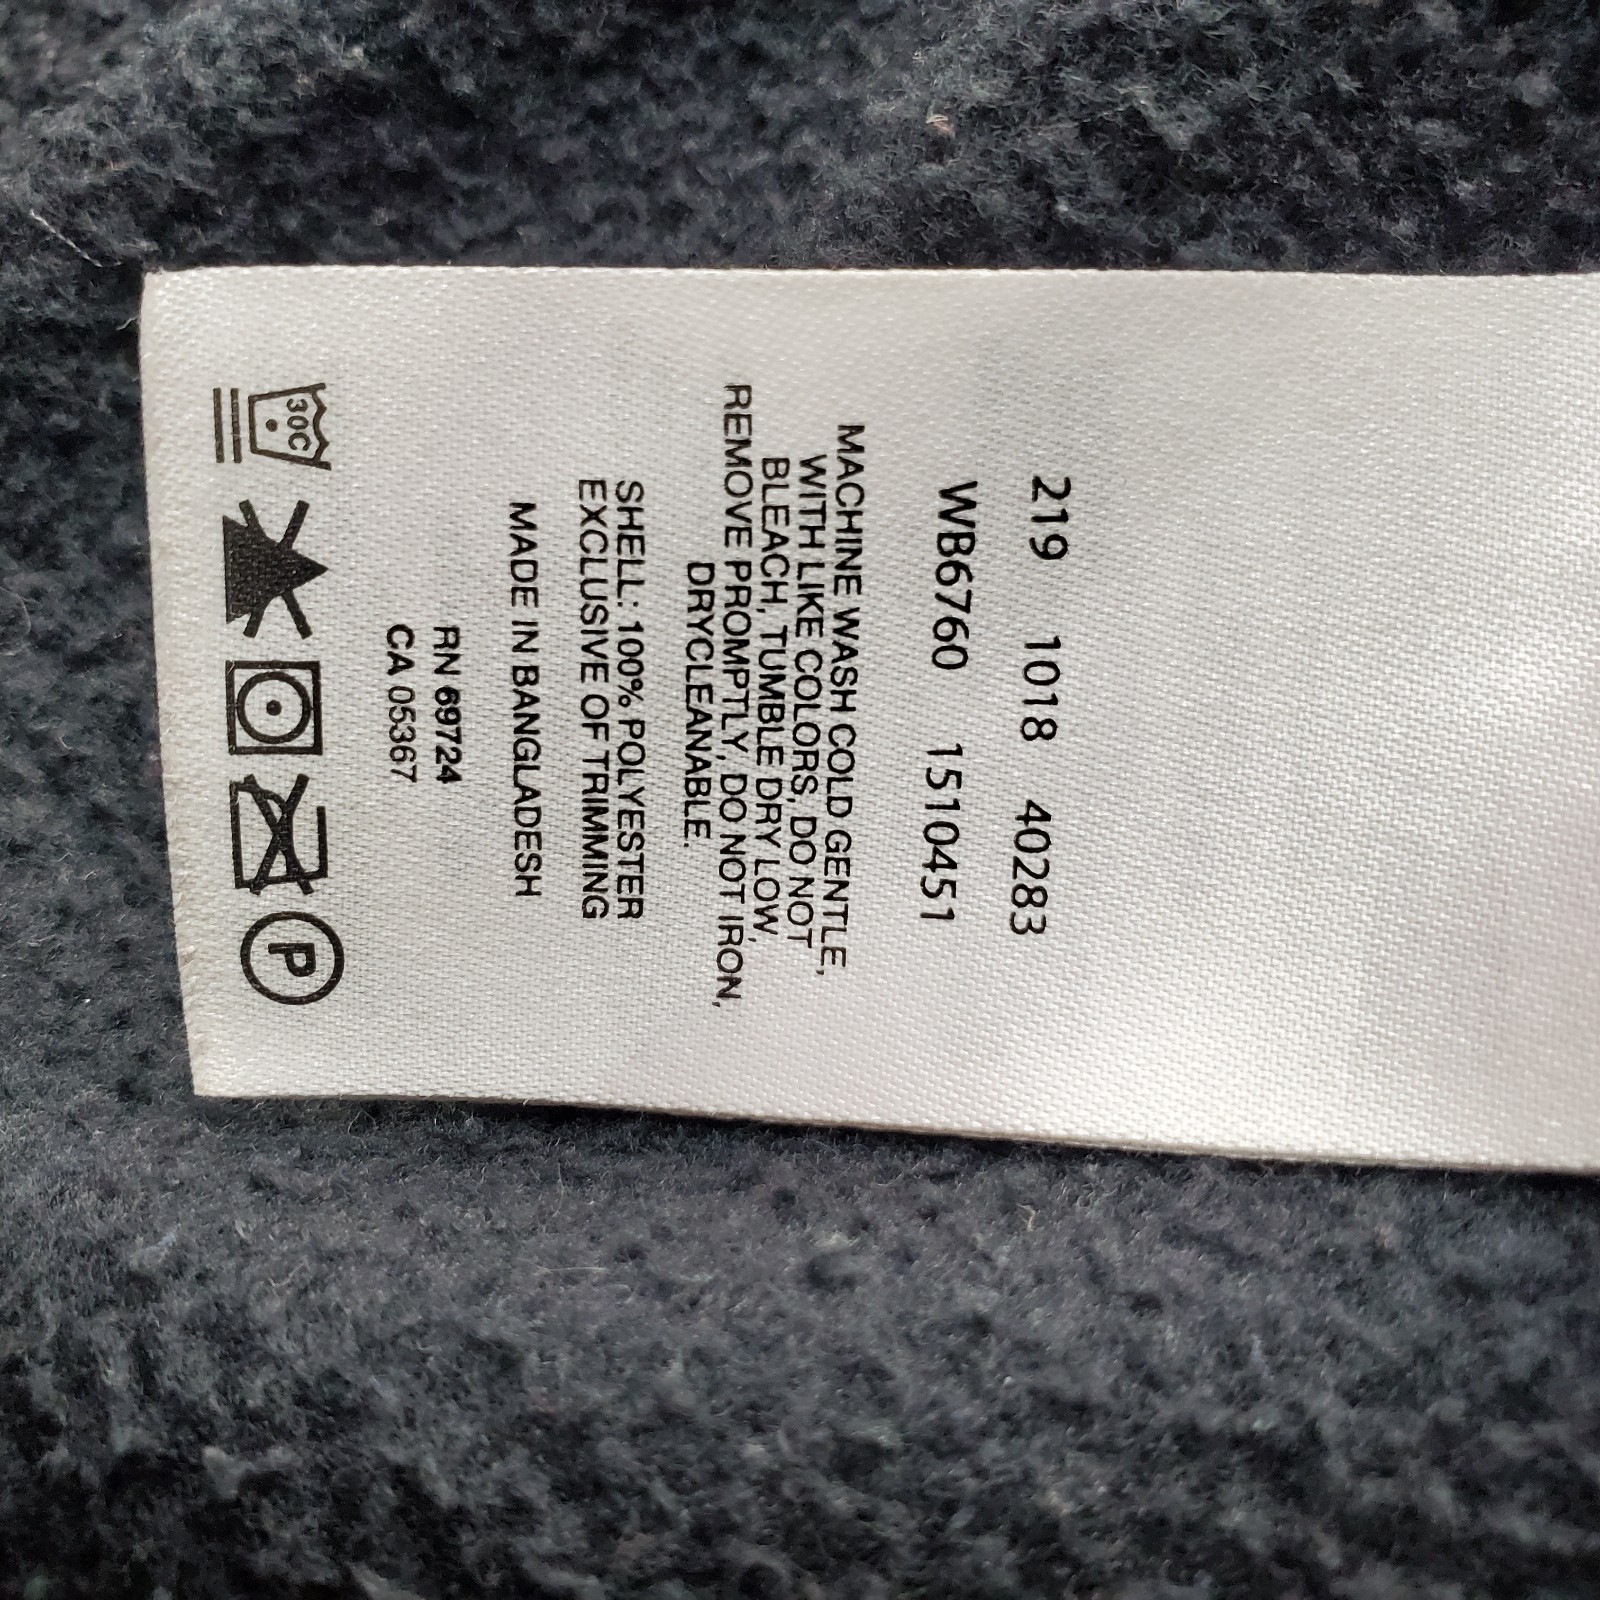 219 1018 40283
WB6760 1510451
MACHINE WASH COLD GENTLE,
WITH LIKE COLORS, DO NOT
BLEACH, TUMBLE DRY LOW,
REMOVE PROMPTLY, DO NOT IRON,
DRYCLEANABLE.
SHELL: 100% POLYESTER
EXCLUSIVE OF TRIMMING
MADE IN BANGLADESH
RN 69724
CA 05367
30C P